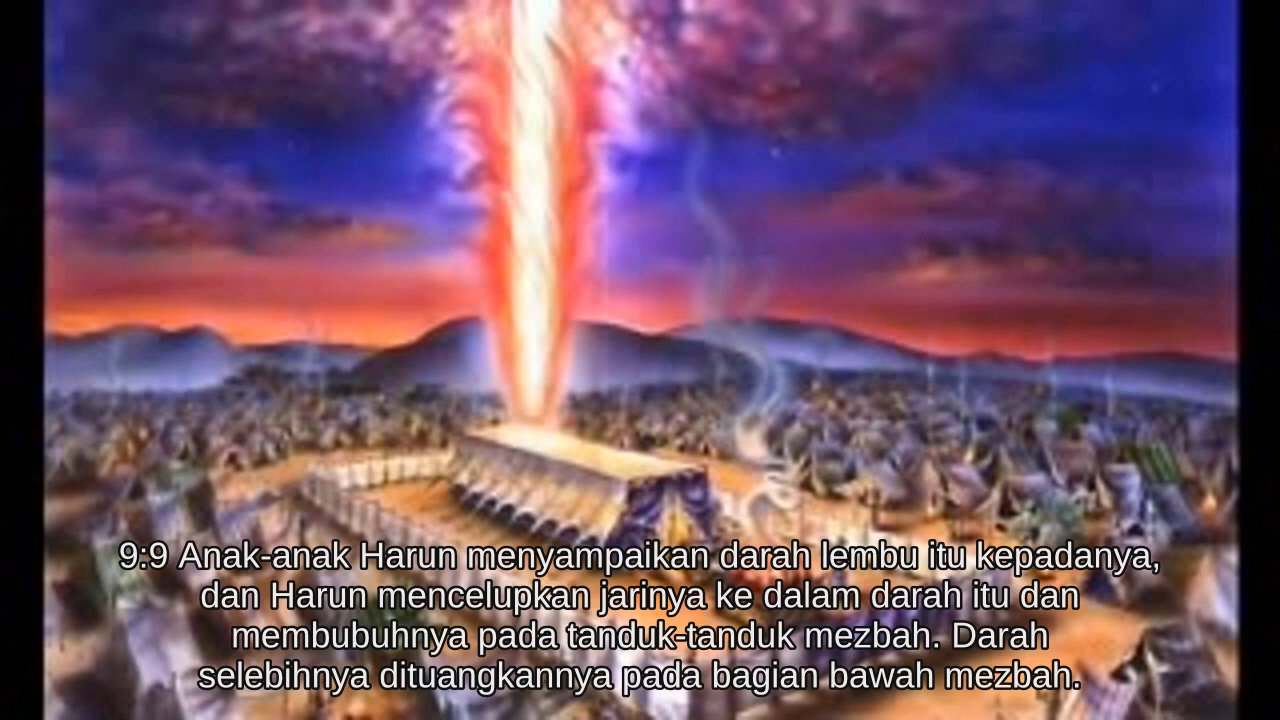 9:9 Anak-anak Harun menyampaikan darah lembu itu kepadanya,
dan Harun mencelupkan jarinya ke dalam darah itu dan
membubuhnya pada tanduk-tanduk mezbah. Darah
selebihnya dituangkannya pada bagian bawah mezbah.